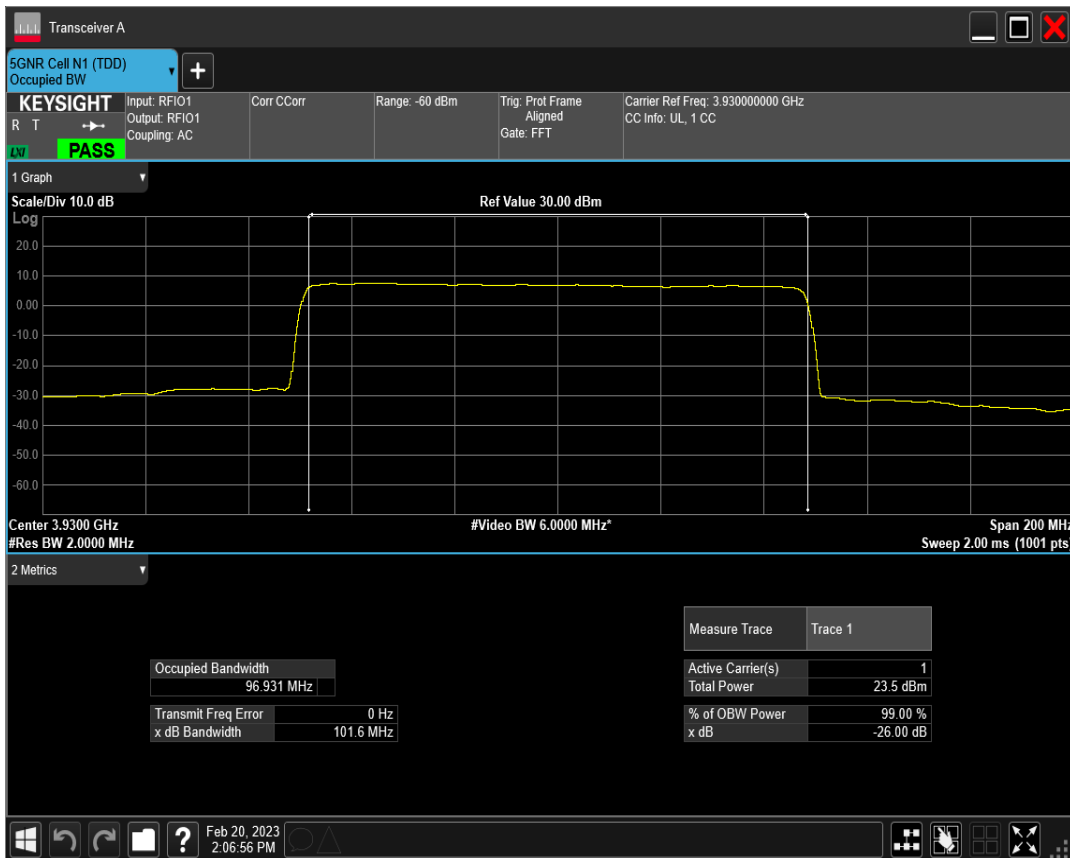 Transceiver A
5GNR Cell N1 (TDD)
Occupied BW
KEYSIGHT
R T
LXI
PASS
Input: RFIO1
Output: RFIO1
Coupling: AC
Corr CCorr
Range: -60 dBm
Trig: Prot Frame
Aligned
Gate: FFT
Carrier Ref Freq: 3.930000000 GHz
CC Info: UL, 1 CC
1 Graph
Scale/Div 10.0 dB
Ref Value 30.00 dBm
Log
20.0
10.0
0.00
-10.0
-20.0
-30.0
-40.0
-50.0
-60.0
Center 3.9300 GHz
#Video BW 6.0000 MHz*
Span 200 MHz
#Res BW 2.0000 MHz
Sweep 2.00 ms (1001 pts)
2 Metrics
Measure Trace Trace 1
Occupied Bandwidth
96.931 MHz
Active Carrier(s) 1
Total Power 23.5 dBm
Transmit Freq Error 0 Hz
x dB Bandwidth 101.6 MHz
% of OBW Power 99.00 %
x dB -26.00 dB
?
Feb 20, 2023
2:06:56 PM